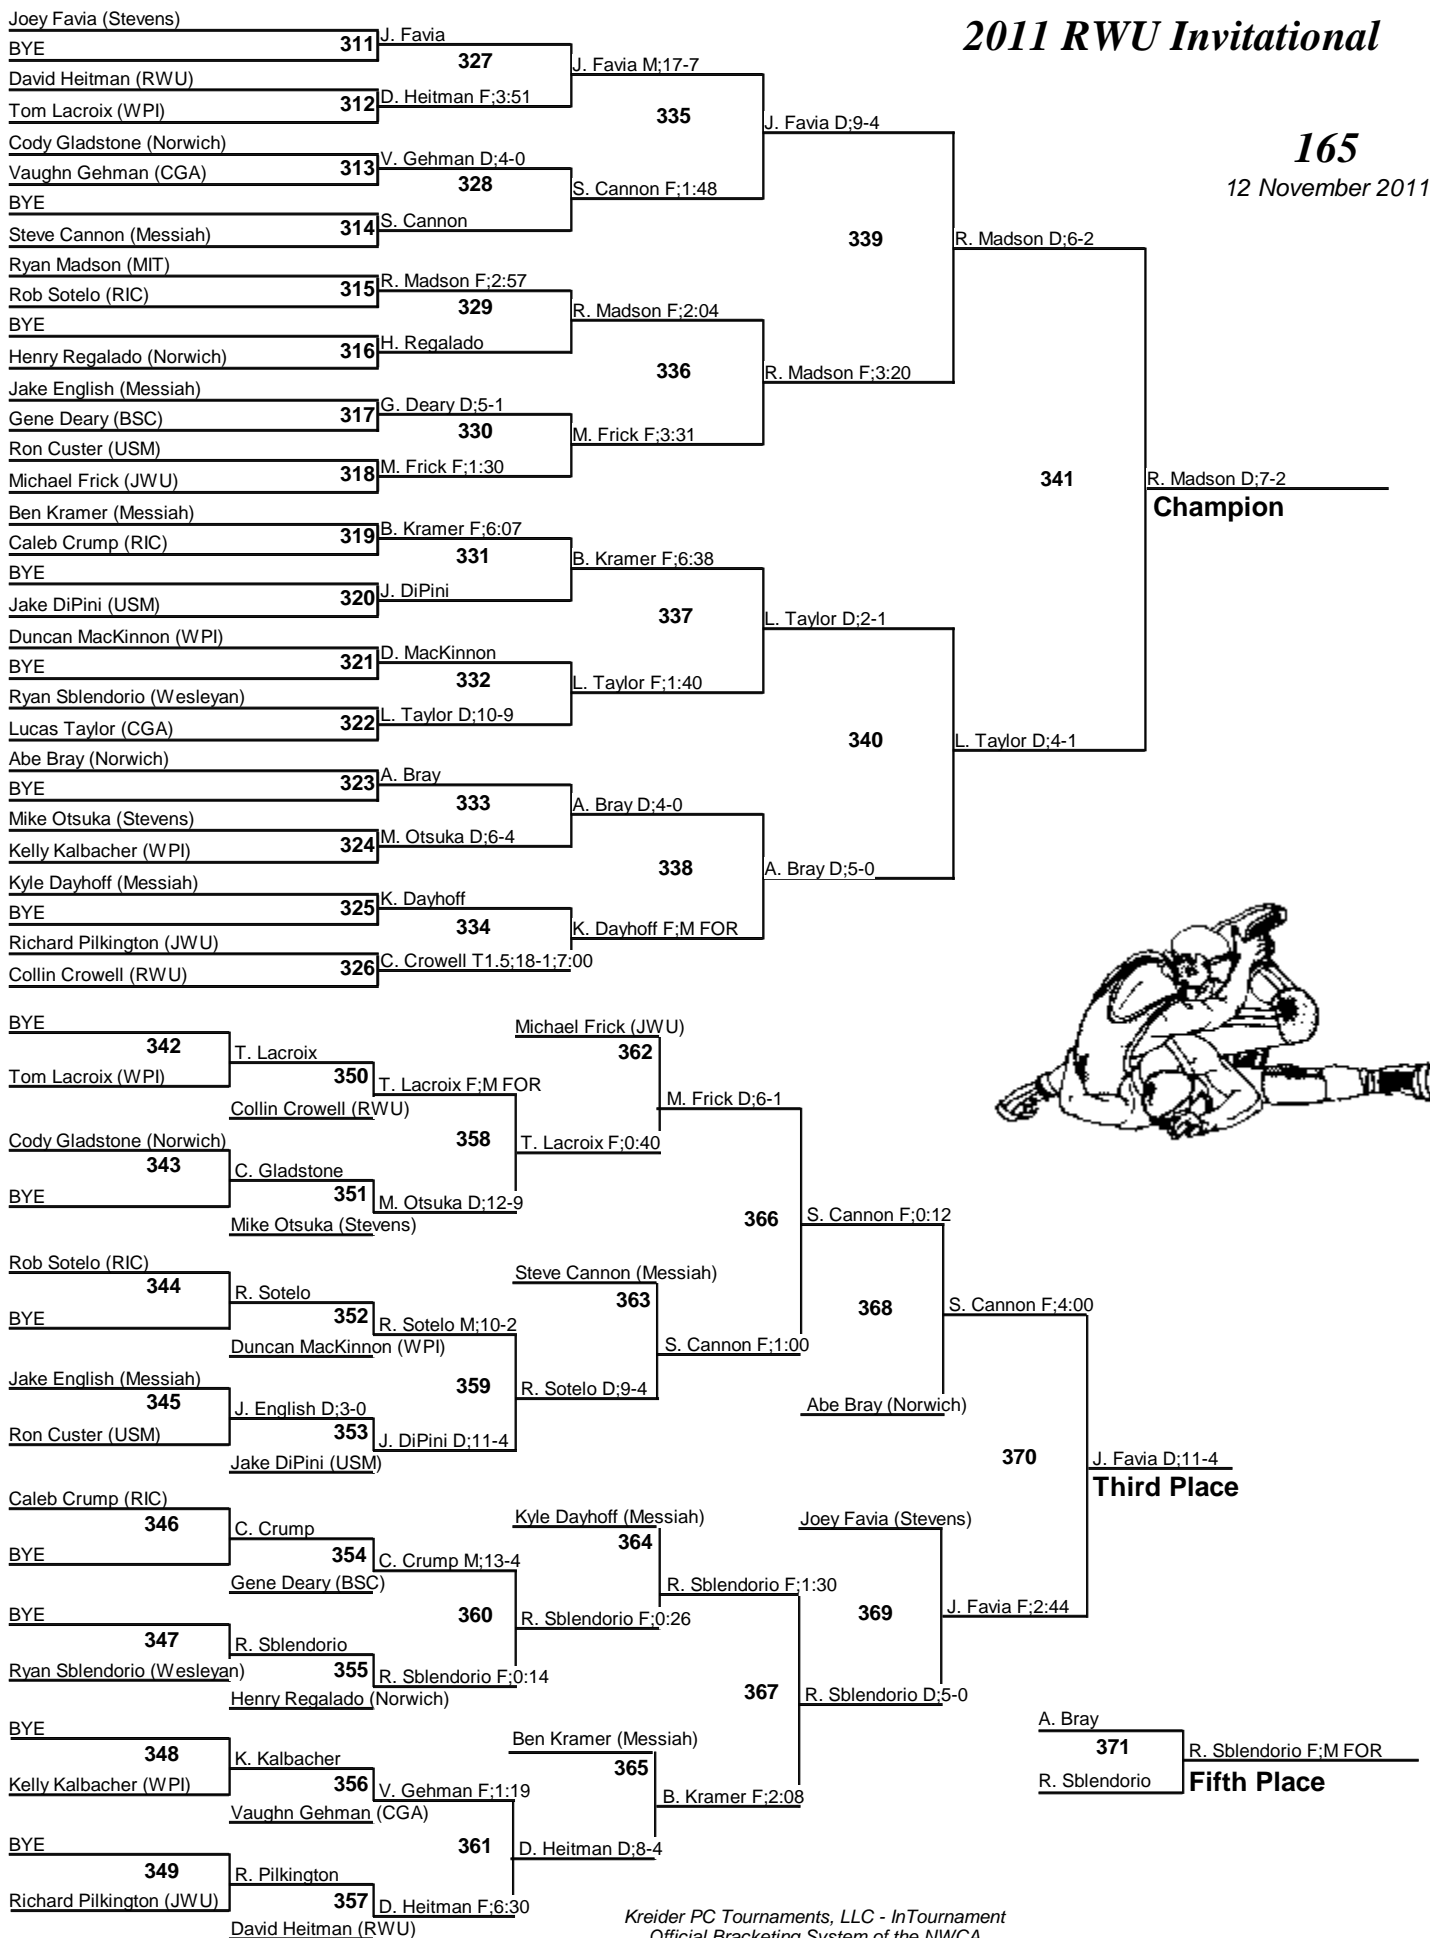 2011 RWU Invitational
165
12 November 2011
Joey Favia (Stevens)
BYE
311
J. Favia
327
David Heitman (RWU)
Tom Lacroix (WPI)
312
D. Heitman F;3:51
J. Favia M;17-7
335
Cody Gladstone (Norwich)
Vaughn Gehman (CGA)
313
V. Gehman D;4-0
328
BYE
Steve Cannon (Messiah)
314
S. Cannon
S. Cannon F;1:48
J. Favia D;9-4
339
Ryan Madson (MIT)
Rob Sotelo (RIC)
315
R. Madson F;2:57
329
BYE
Henry Regalado (Norwich)
316
H. Regalado
R. Madson F;2:04
336
Jake English (Messiah)
Gene Deary (BSC)
317
G. Deary D;5-1
330
Ron Custer (USM)
Michael Frick (JWU)
318
M. Frick F;1:30
M. Frick F;3:31
R. Madson F;3:20
R. Madson D;6-2
341
R. Madson D;7-2
Champion
Ben Kramer (Messiah)
Caleb Crump (RIC)
319
B. Kramer F;6:07
331
BYE
Jake DiPini (USM)
320
J. DiPini
B. Kramer F;6:38
337
Duncan MacKinnon (WPI)
BYE
321
D. MacKinnon
332
Ryan Sblendorio (Wesleyan)
Lucas Taylor (CGA)
322
L. Taylor D;10-9
L. Taylor F;1:40
L. Taylor D;2-1
340
L. Taylor D;4-1
Abe Bray (Norwich)
BYE
323
A. Bray
333
Mike Otsuka (Stevens)
Kelly Kalbacher (WPI)
324
M. Otsuka D;6-4
A. Bray D;4-0
338
A. Bray D;5-0
Kyle Dayhoff (Messiah)
BYE
325
K. Dayhoff
334
Richard Pilkington (JWU)
Collin Crowell (RWU)
326
C. Crowell T1.5;18-1;7:00
K. Dayhoff F;M FOR
BYE
342
Tom Lacroix (WPI)
T. Lacroix
350
Collin Crowell (RWU)
T. Lacroix F;M FOR
358
Cody Gladstone (Norwich)
343
BYE
C. Gladstone
351
Mike Otsuka (Stevens)
M. Otsuka D;12-9
Michael Frick (JWU)
362
T. Lacroix F;0:40
M. Frick D;6-1
366
Rob Sotelo (RIC)
344
BYE
R. Sotelo
352
Duncan MacKinnon (WPI)
R. Sotelo M;10-2
359
Jake English (Messiah)
345
Ron Custer (USM)
J. English D;3-0
353
Jake DiPini (USM)
J. DiPini D;11-4
Steve Cannon (Messiah)
363
R. Sotelo D;9-4
S. Cannon F;1:00
S. Cannon F;0:12
368
Abe Bray (Norwich)
S. Cannon F;4:00
370
J. Favia D;11-4
Third Place
Caleb Crump (RIC)
346
BYE
C. Crump
354
Gene Deary (BSC)
C. Crump M;13-4
360
BYE
347
Ryan Sblendorio (Wesleyan)
R. Sblendorio
355
Henry Regalado (Norwich)
R. Sblendorio F;0:14
Kyle Dayhoff (Messiah)
364
R. Sblendorio F;0:26
R. Sblendorio F;1:30
367
Joey Favia (Stevens)
369
J. Favia F;2:44
R. Sblendorio D;5-0
BYE
348
Kelly Kalbacher (WPI)
K. Kalbacher
356
Vaughn Gehman (CGA)
V. Gehman F;1:19
361
BYE
349
Richard Pilkington (JWU)
R. Pilkington
357
David Heitman (RWU)
D. Heitman F;6:30
Ben Kramer (Messiah)
365
D. Heitman D;8-4
B. Kramer F;2:08
A. Bray
371
R. Sblendorio
R. Sblendorio F;M FOR
Fifth Place
Kreider PC Tournaments, LLC - InTournament
Official Bracketing System of the NWCA